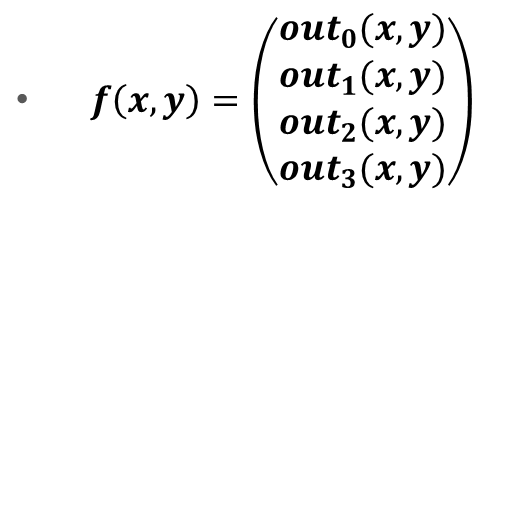 • f(x,y) = (out₀(x,y)
out₁(x,y)
out₂(x,y)
out₃(x,y))